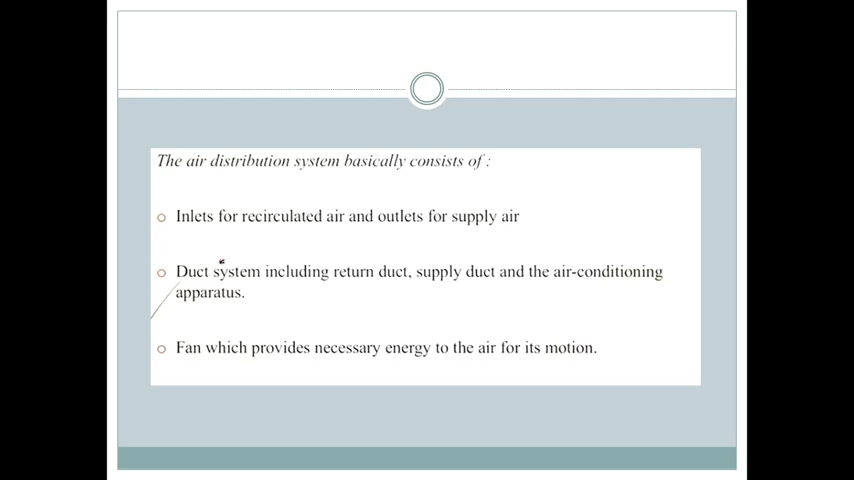 The air distribution system basically consists of :
Inlets for recirculated air and outlets for supply air
Duct system including return duct, supply duct and the air-conditioning
apparatus.
Fan which provides necessary energy to the air for its motion.